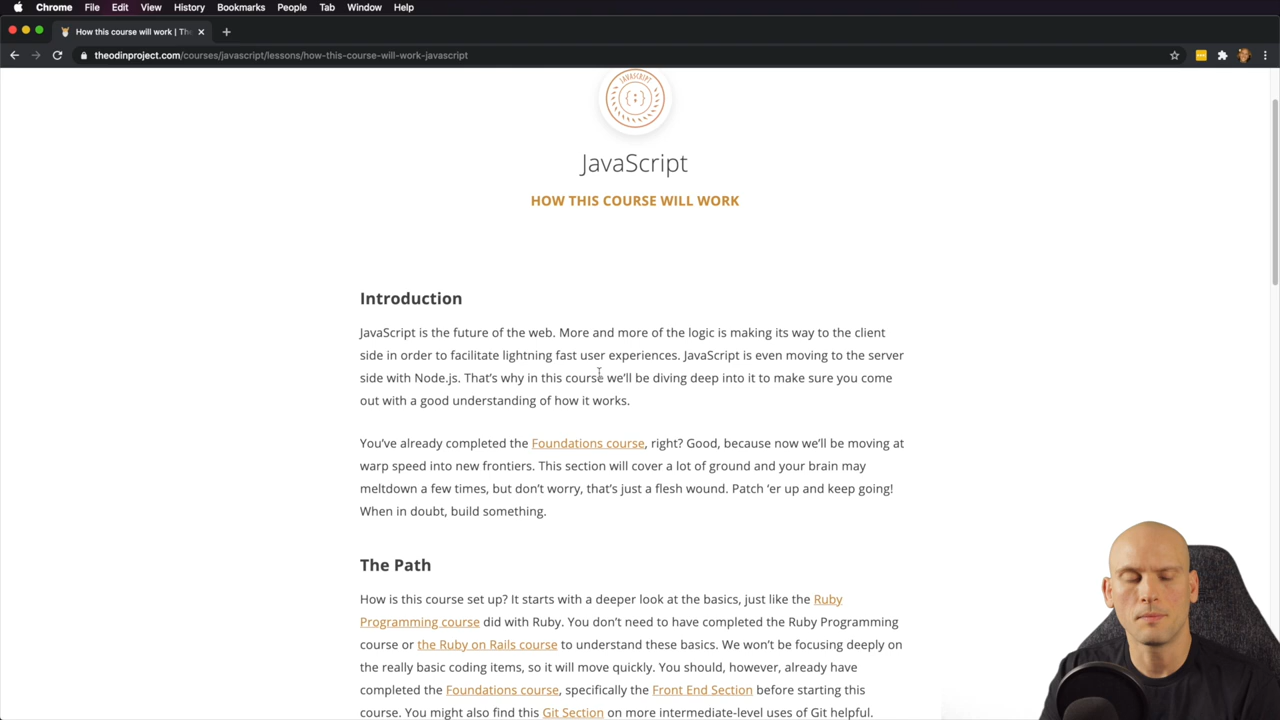 Chrome File Edit View History Bookmarks People Tab Window Help
How this course will work | The
theodinproject.com/courses/javascript/lessons/how-this-course-will-work-javascript
JAVASCRIPT
{;}
JavaScript
HOW THIS COURSE WILL WORK
Introduction
JavaScript is the future of the web. More and more of the logic is making its way to the client
side in order to facilitate lightning fast user experiences. JavaScript is even moving to the server
side with Node.js. That’s why in this course we’ll be diving deep into it to make sure you come
out with a good understanding of how it works.
You’ve already completed the Foundations course, right? Good, because now we’ll be moving at
warp speed into new frontiers. This section will cover a lot of ground and your brain may
meltdown a few times, but don’t worry, that’s just a flesh wound. Patch ‘er up and keep going!
When in doubt, build something.
The Path
How is this course set up? It starts with a deeper look at the basics, just like the Ruby
Programming course did with Ruby. You don’t need to have completed the Ruby Programming
course or the Ruby on Rails course to understand these basics. We won’t be focusing deeply on
the really basic coding items, so it will move quickly. You should, however, already have
completed the Foundations course, specifically the Front End Section before starting this
course. You might also find this Git Section on more intermediate-level uses of Git helpful.